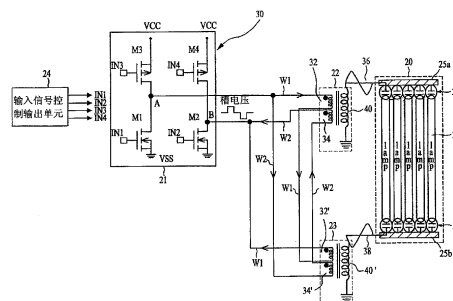 VCC
VCC
30
M3
M4
IN3
IN4
24
输入信号控
制输出单元
IN1
IN2
IN3
IN4
A
B
槽电压
W1
W2
IN1
M1
IN2
M2
VSS
21
32
22
36
34
40
20
25a
lamp
lamp
lamp
lamp
lamp
W2
W1
W2
W1
32'
23
34'
40'
38
25b